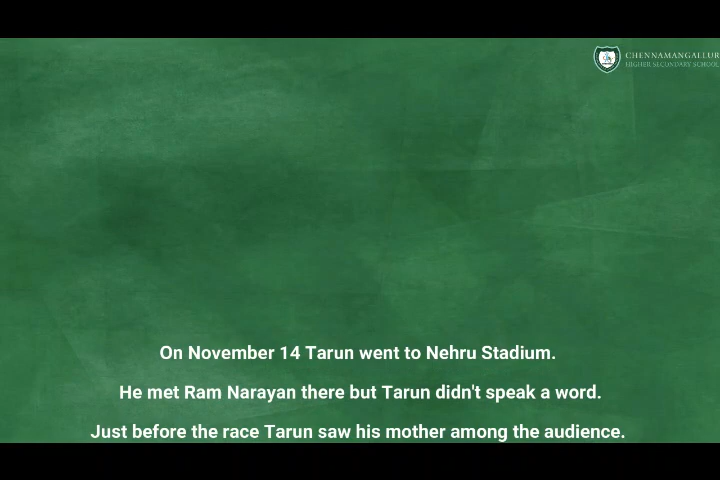 CHENNAMANGALLUR
HIGHER SECONDARY SCHOOL
On November 14 Tarun went to Nehru Stadium.
He met Ram Narayan there but Tarun didn't speak a word.
Just before the race Tarun saw his mother among the audience.